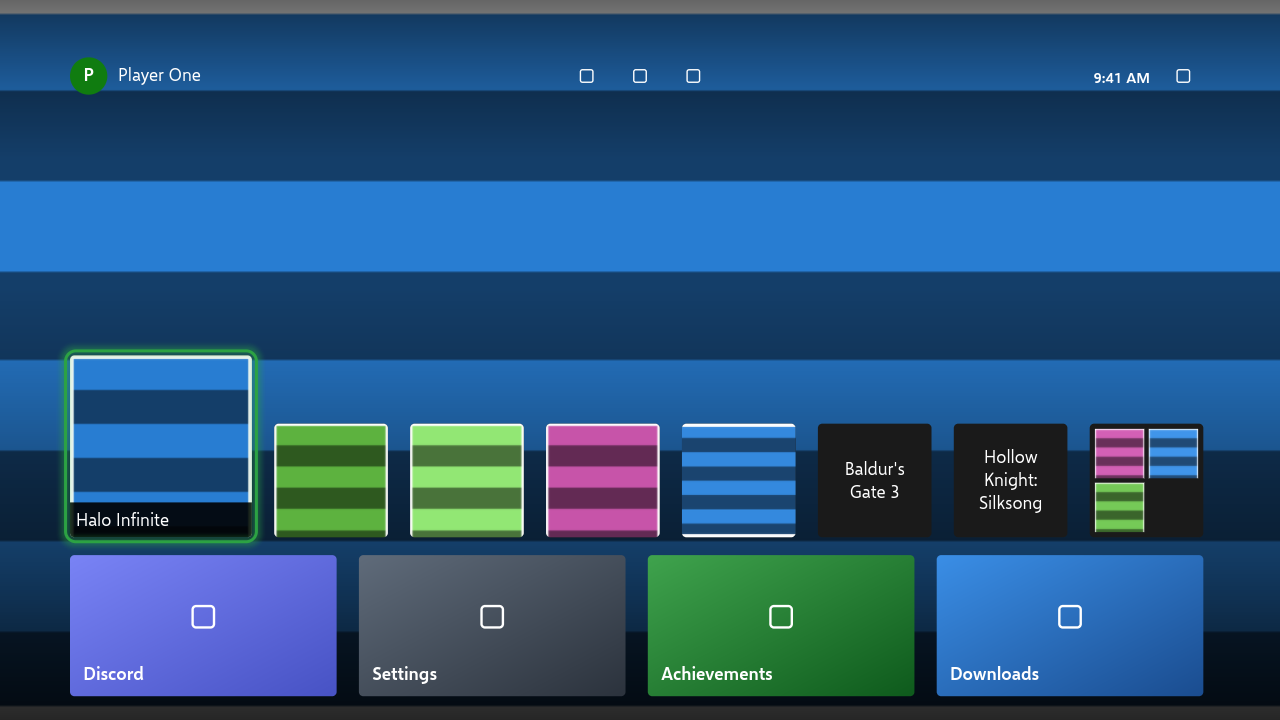 P
Player One
9:41 AM
Halo Infinite
Baldur's
Gate 3
Hollow
Knight:
Silksong
Discord
Settings
Achievements
Downloads